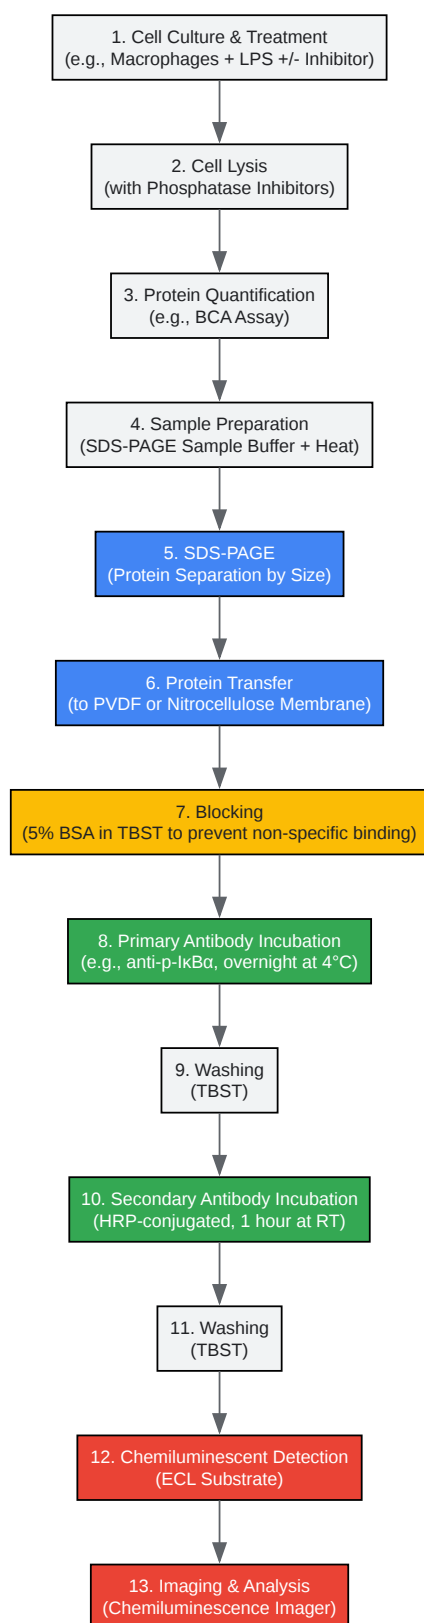 1. Cell Culture & Treatment
(e.g., Macrophages + LPS +/- Inhibitor)
2. Cell Lysis
(with Phosphatase Inhibitors)
3. Protein Quantification
(e.g., BCA Assay)
4. Sample Preparation
(SDS-PAGE Sample Buffer + Heat)
5. SDS-PAGE
(Protein Separation by Size)
6. Protein Transfer
(to PVDF or Nitrocellulose Membrane)
7. Blocking
(5% BSA in TBST to prevent non-specific binding)
8. Primary Antibody Incubation
(e.g., anti-p-IκBα, overnight at 4°C)
9. Washing
(TBST)
10. Secondary Antibody Incubation
(HRP-conjugated, 1 hour at RT)
11. Washing
(TBST)
12. Chemiluminescent Detection
(ECL Substrate)
13. Imaging & Analysis
(Chemiluminescence Imager)